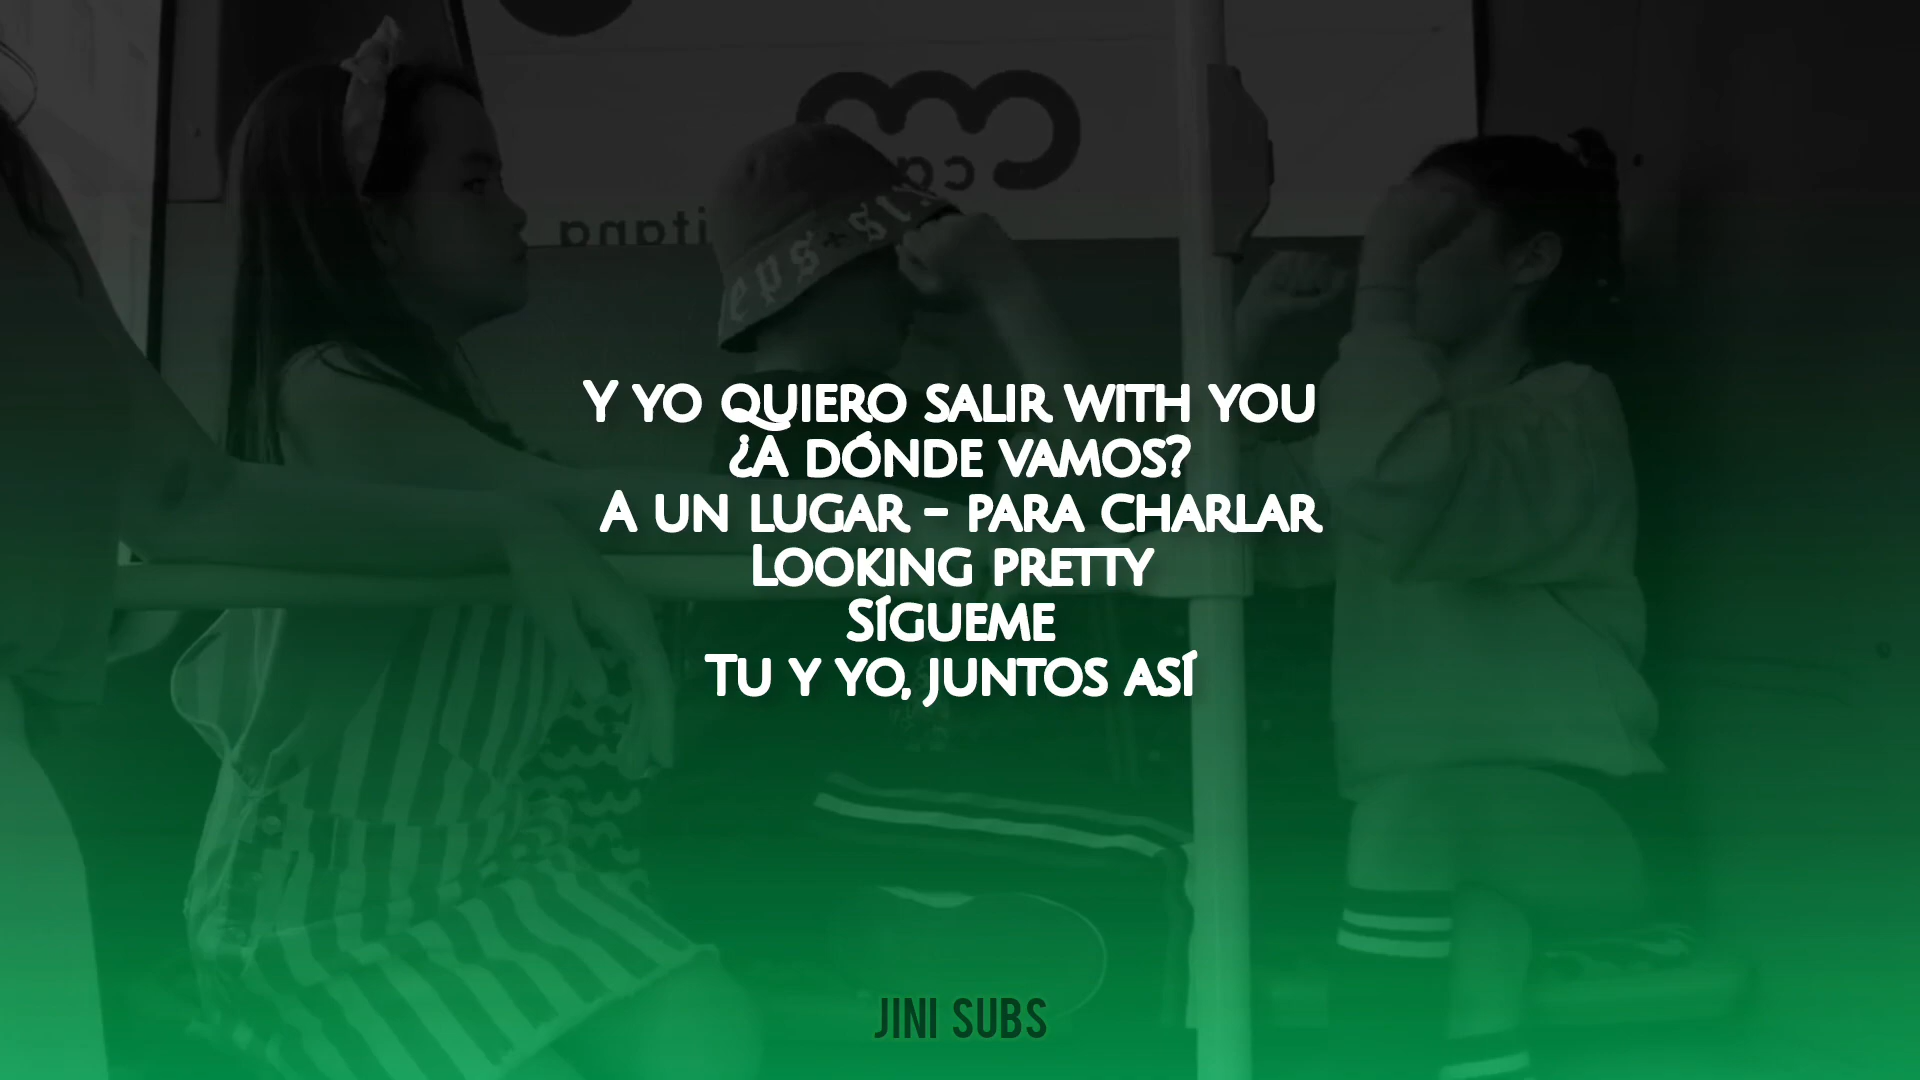 Y yo quiero salir with you
¿A dónde vamos?
A un lugar - para charlar
Looking pretty
Sígueme
Tu y yo, juntos así
JINI SUBS